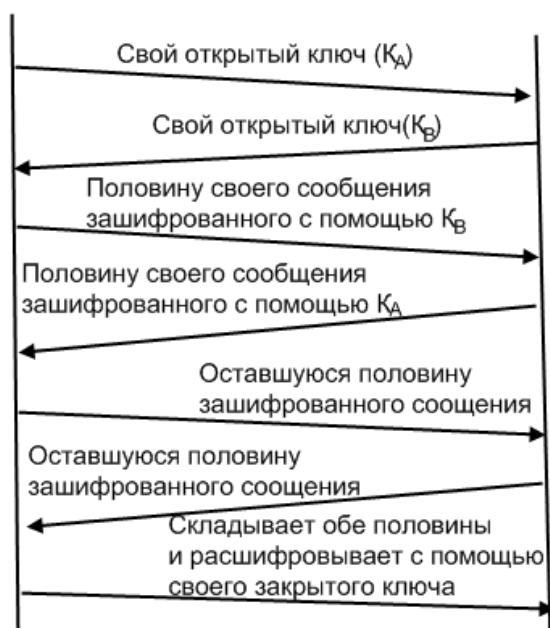 Свой открытый ключ (KA)
Свой открытый ключ(KB)
Половину своего сообщения
зашифрованного с помощью KB
Половину своего сообщения
зашифрованного с помощью KA
Оставшуюся половину
зашифрованного соощения
Оставшуюся половину
зашифрованного соощения
Складывает обе половины
и расшифровывает с помощью
своего закрытого ключа